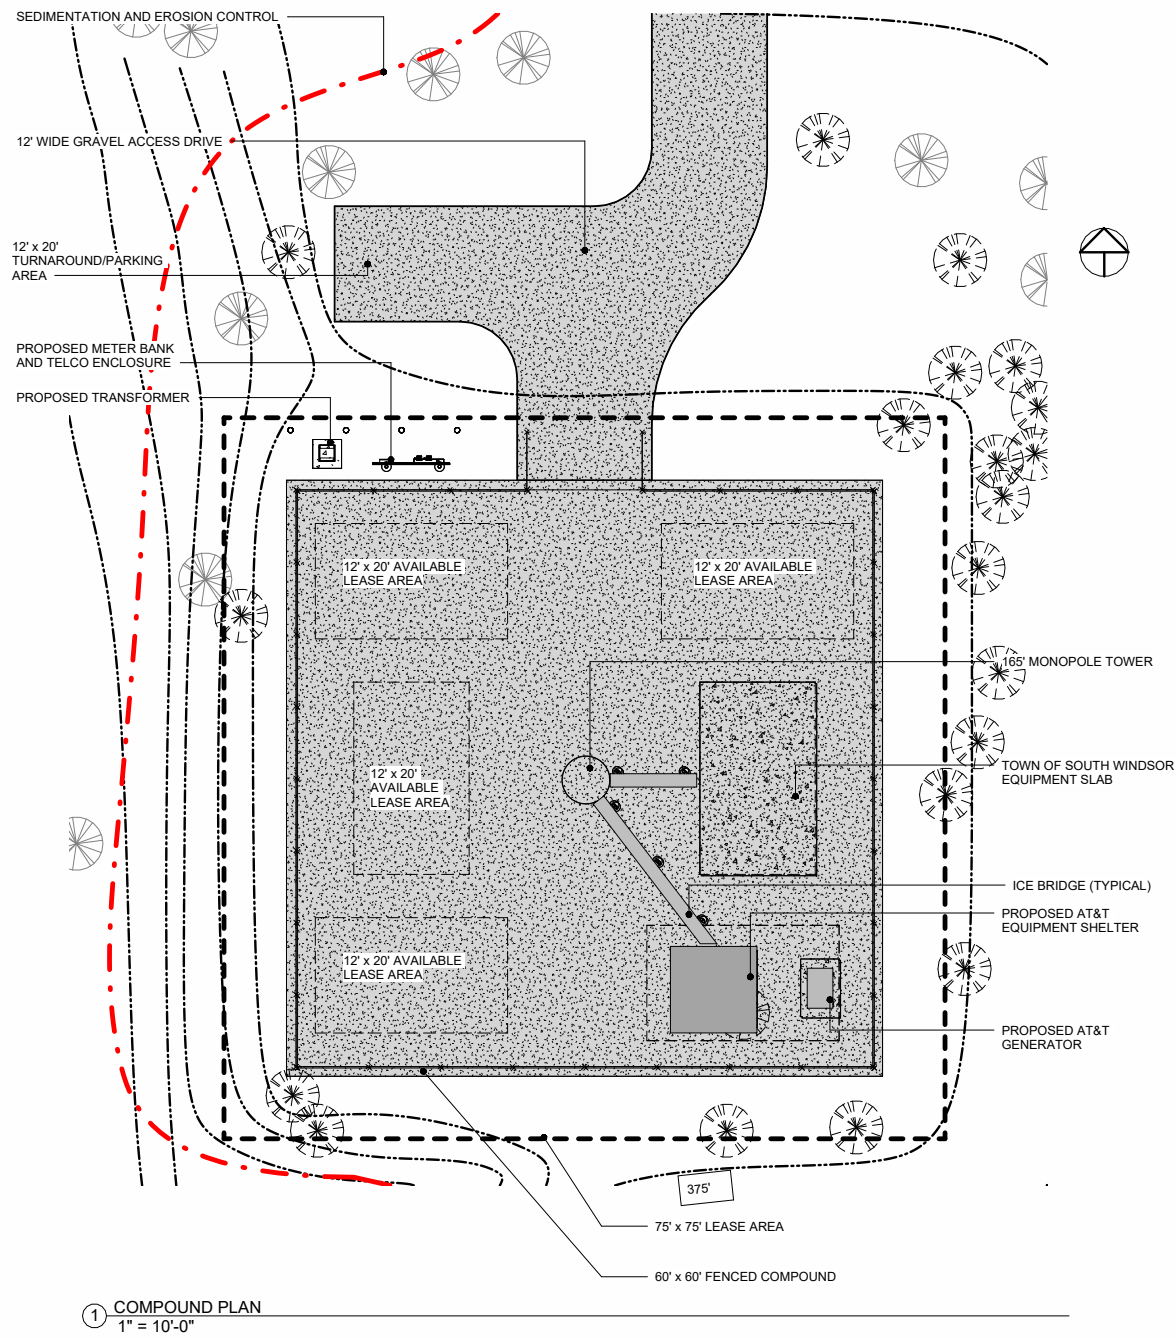 SEDIMENTATION AND EROSION CONTROL
12' WIDE GRAVEL ACCESS DRIVE
12' x 20'
TURNAROUND/PARKING
AREA
PROPOSED METER BANK
AND TELCO ENCLOSURE
PROPOSED TRANSFORMER
12' x 20' AVAILABLE
LEASE AREA
12' x 20' AVAILABLE
LEASE AREA
165' MONOPOLE TOWER
12' x 20'
AVAILABLE
LEASE AREA
TOWN OF SOUTH WINDSOR
EQUIPMENT SLAB
ICE BRIDGE (TYPICAL)
PROPOSED AT&T
EQUIPMENT SHELTER
12' x 20' AVAILABLE
LEASE AREA
PROPOSED AT&T
GENERATOR
375'
75' x 75' LEASE AREA
60' x 60' FENCED COMPOUND
1 COMPOUND PLAN
1" = 10'-0"